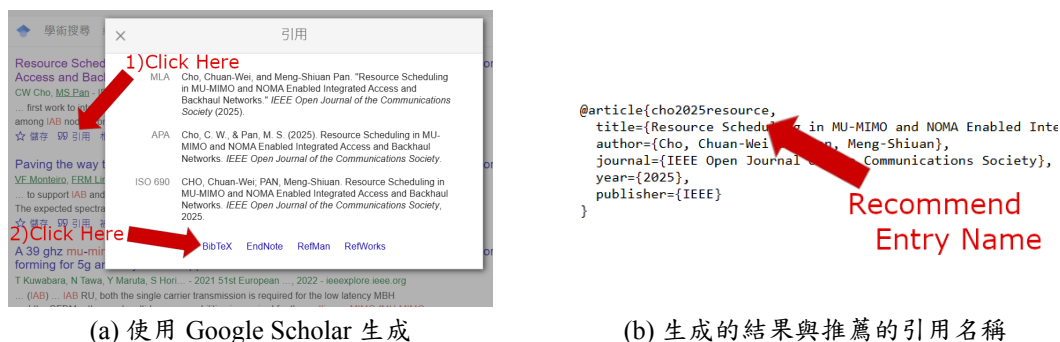 學術搜尋
引用
1)Click Here
Resource Sched
Access and Bac
CW Cho, MS Pan -
... first work to
among IAB nod
☆ 儲存 引用
MLA Cho, Chuan-Wei, and Meng-Shiuan Pan. "Resource Scheduling
in MU-MIMO and NOMA Enabled Integrated Access and
Backhaul Networks." IEEE Open Journal of the Communications
Society (2025).
APA Cho, C. W., & Pan, M. S. (2025). Resource Scheduling in MU-
MIMO and NOMA Enabled Integrated Access and Backhaul
Networks. IEEE Open Journal of the Communications Society.
Paving the way t
VF Monteiro, FRM Li
... to support IAB and
The expected spectra
☆ 儲存 引用
ISO 690 CHO, Chuan-Wei; PAN, Meng-Shiuan. Resource Scheduling in
MU-MIMO and NOMA Enabled Integrated Access and Backhaul
Networks. IEEE Open Journal of the Communications Society,
2025.
2)Click Here
BibTeX EndNote RefMan RefWorks
A 39 ghz mu-mi
forming for 5g a
T Kuwabara, N Tawa, Y Maruta, S Hori... - 2021 51st European ..., 2022 - ieeexplore.ieee.org
... (IAB) ... IAB RU, both the single carrier transmission is required for the low latency MBH
(a) 使用 Google Scholar 生成
@article{cho2025resource,
title={Resource Scheduling in MU-MIMO and NOMA Enabled Inte
author={Cho, Chuan-Wei Meng-Shiuan},
journal={IEEE Open Journal Communications Society},
year={2025},
publisher={IEEE}
}
Recommend
Entry Name
(b) 生成的結果與推薦的引用名稱